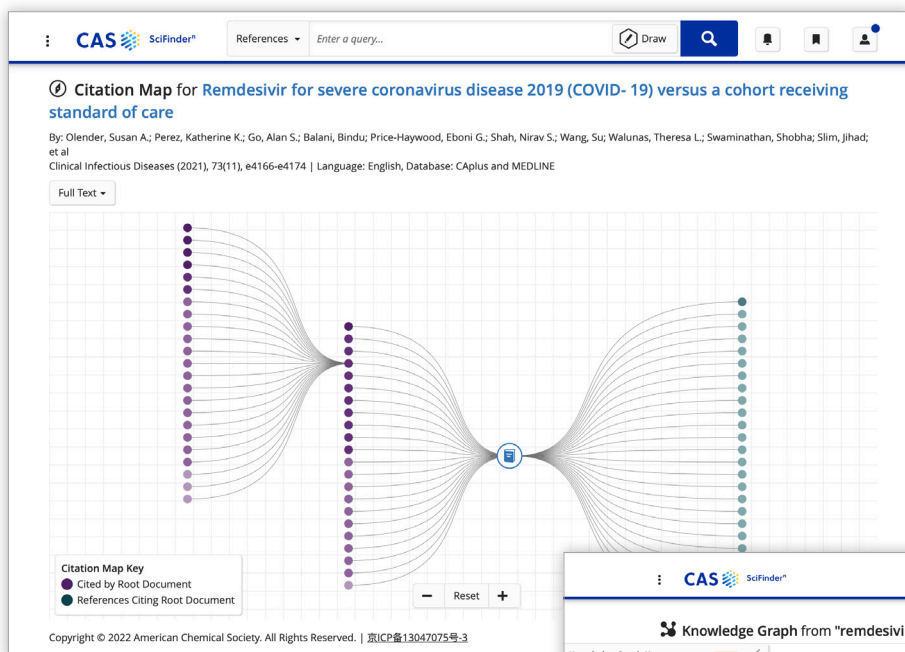 CAS SciFinderⁿ References Enter a query... Draw
Citation Map for Remdesivir for severe coronavirus disease 2019 (COVID- 19) versus a cohort receiving
standard of care
By: Olender, Susan A.; Perez, Katherine K.; Go, Alan S.; Balani, Bindu; Price-Haywood, Eboni G.; Shah, Nirav S.; Wang, Su; Walunas, Theresa L.; Swaminathan, Shobha; Slim, Jihad;
et al
Clinical Infectious Diseases (2021), 73(11), e4166-e4174 | Language: English, Database: CAplus and MEDLINE
Full Text
Citation Map Key
Cited by Root Document
References Citing Root Document
Reset
Copyright © 2022 American Chemical Society. All Rights Reserved. | 京ICP备13047075号-3
CAS SciFinderⁿ
Knowledge Graph from "remdesivi